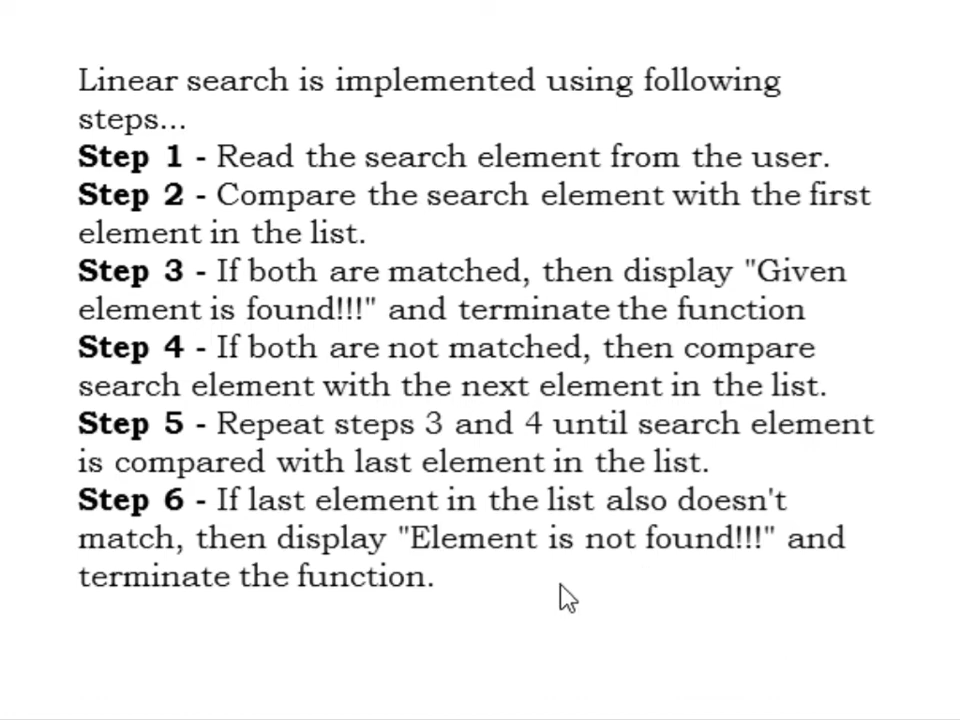 Linear search is implemented using following
steps...
Step 1 - Read the search element from the user.
Step 2 - Compare the search element with the first
element in the list.
Step 3 - If both are matched, then display "Given
element is found!!!" and terminate the function
Step 4 - If both are not matched, then compare
search element with the next element in the list.
Step 5 - Repeat steps 3 and 4 until search element
is compared with last element in the list.
Step 6 - If last element in the list also doesn't
match, then display "Element is not found!!!" and
terminate the function.